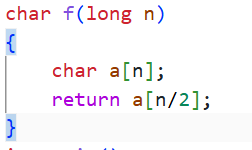 char f(long n)
{
    char a[n];
    return a[n/2];
}